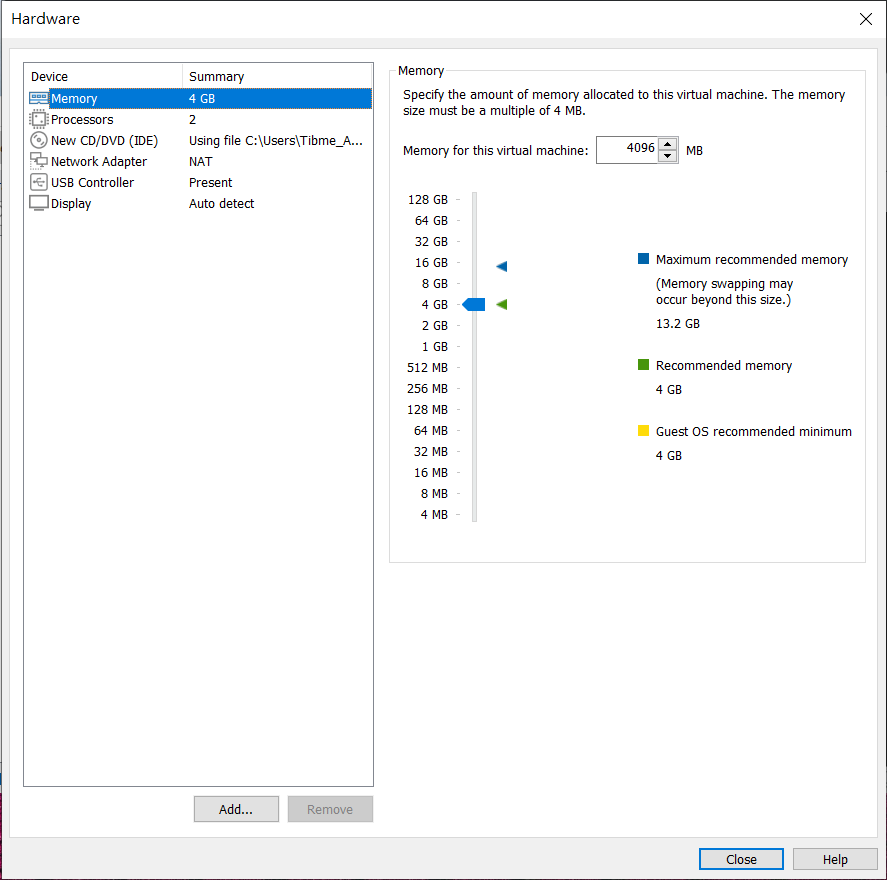 Hardware
Device Summary
Memory 4 GB
Processors 2
New CD/DVD (IDE) Using file C:\Users\Tibme_A...
Network Adapter NAT
USB Controller Present
Display Auto detect
Add...
Remove
Memory
Specify the amount of memory allocated to this virtual machine. The memory
size must be a multiple of 4 MB.
Memory for this virtual machine: 4096 MB
128 GB
64 GB
32 GB
16 GB
8 GB
4 GB
2 GB
1 GB
512 MB
256 MB
128 MB
64 MB
32 MB
16 MB
8 MB
4 MB
Maximum recommended memory
(Memory swapping may
occur beyond this size.)
13.2 GB
Recommended memory
4 GB
Guest OS recommended minimum
4 GB
Close
Help